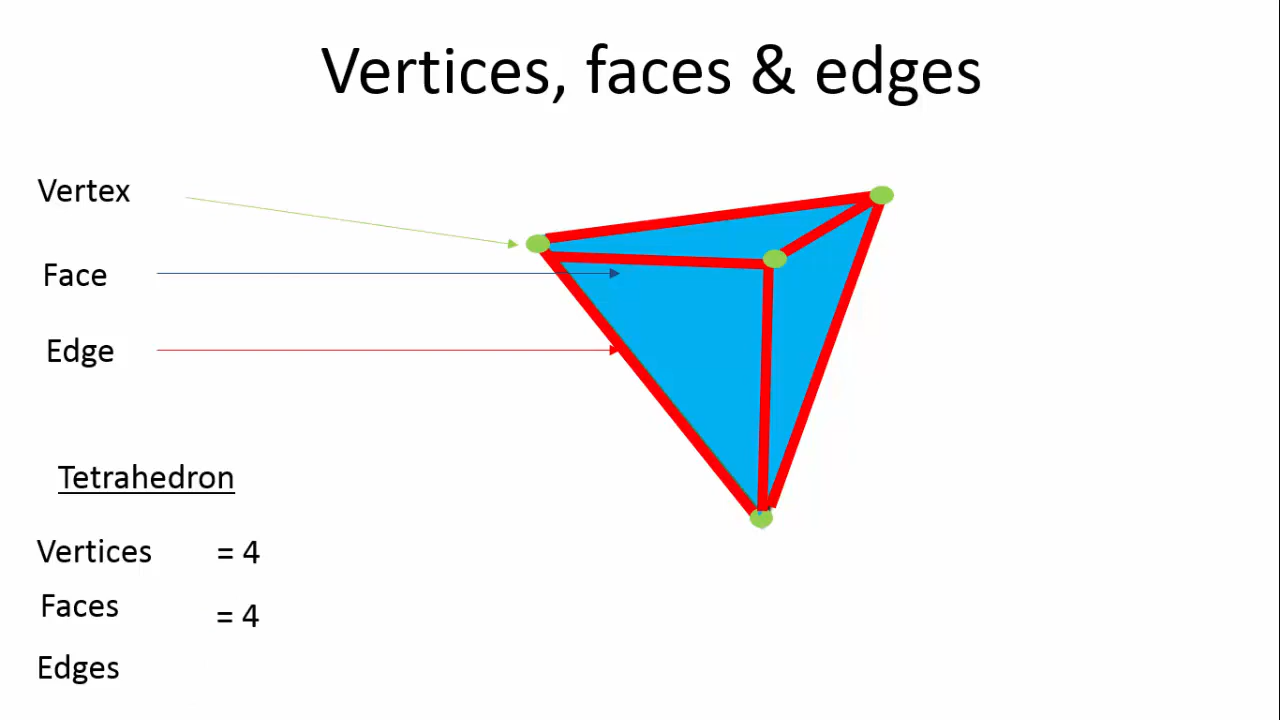 Vertices, faces & edges
Vertex
Face
Edge
Tetrahedron
Vertices = 4
Faces = 4
Edges